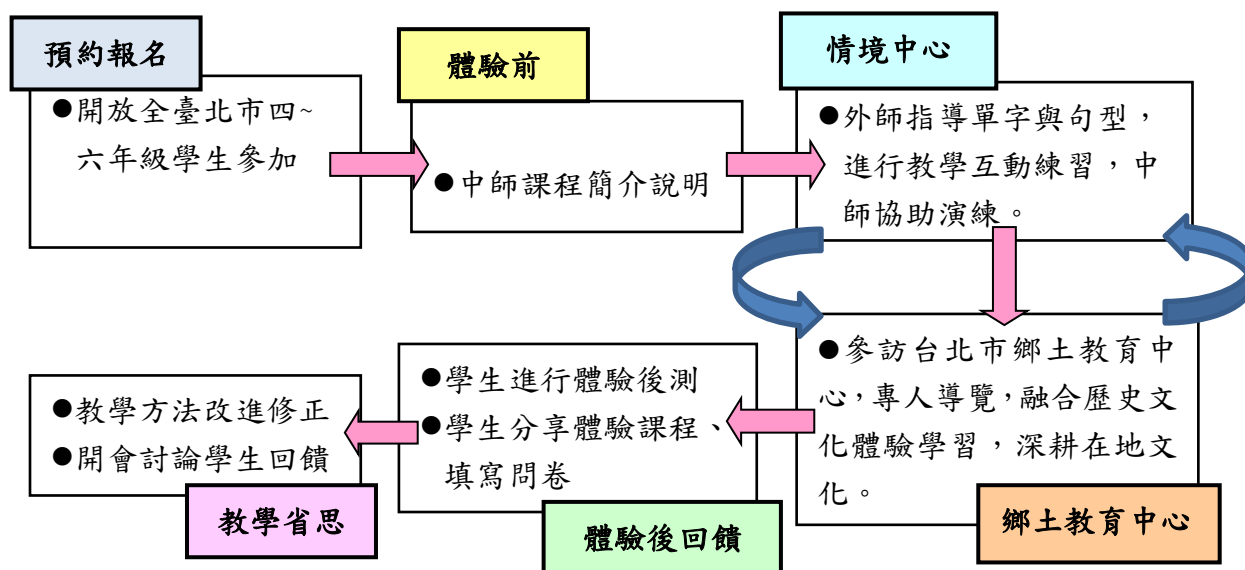 預約報名
●開放全臺北市四~
六年級學生參加
體驗前
●中師課程簡介說明
情境中心
●外師指導單字與句型，
進行教學互動練習，中
師協助演練。
●參訪台北市鄉土教育中
心，專人導覽，融合歷史文
化體驗學習，深耕在地文
化。
鄉土教育中心
●學生進行體驗後測
●學生分享體驗課程、
填寫問卷
體驗後回饋
●教學方法改進修正
●開會討論學生回饋
教學省思